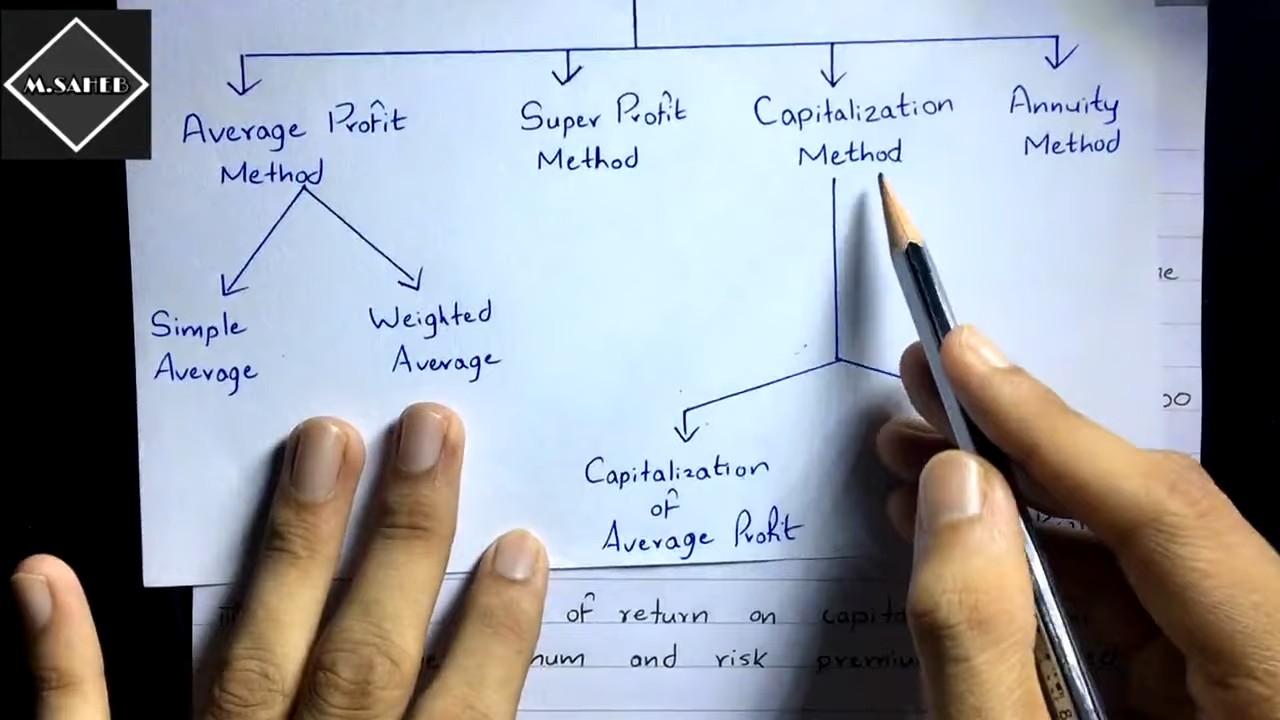 M.SAHEB
Average Profit
Method
Super Profit
Method
Capitalization
Method
Annuity
Method
Simple
Average
Weighted
Average
Capitalization
of
Average Profit
of return on
and risk